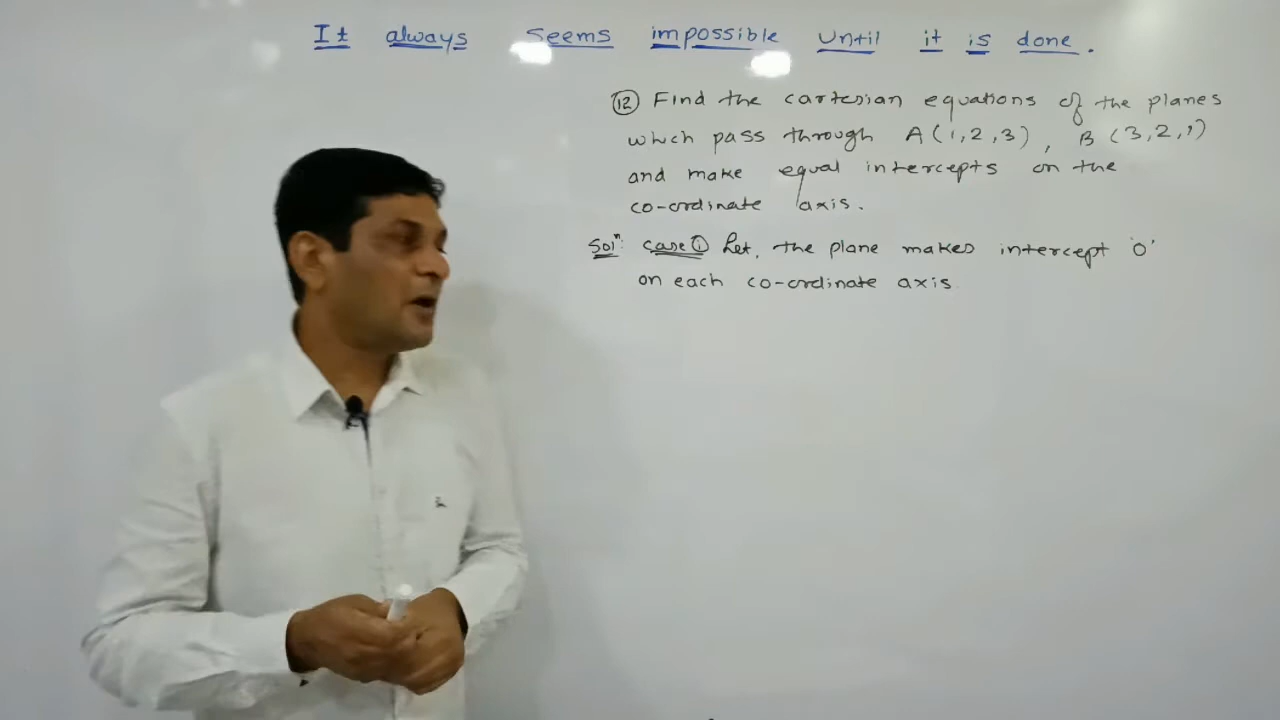 It always seems impossible until it is done.
(12) Find the cartesian equations of the planes
which pass through A(1,2,3), B(3,2,1)
and make equal intercepts on the
co-ordinate axis.
Solⁿ: case (1) Let, the plane makes intercept '0'
on each co-ordinate axis